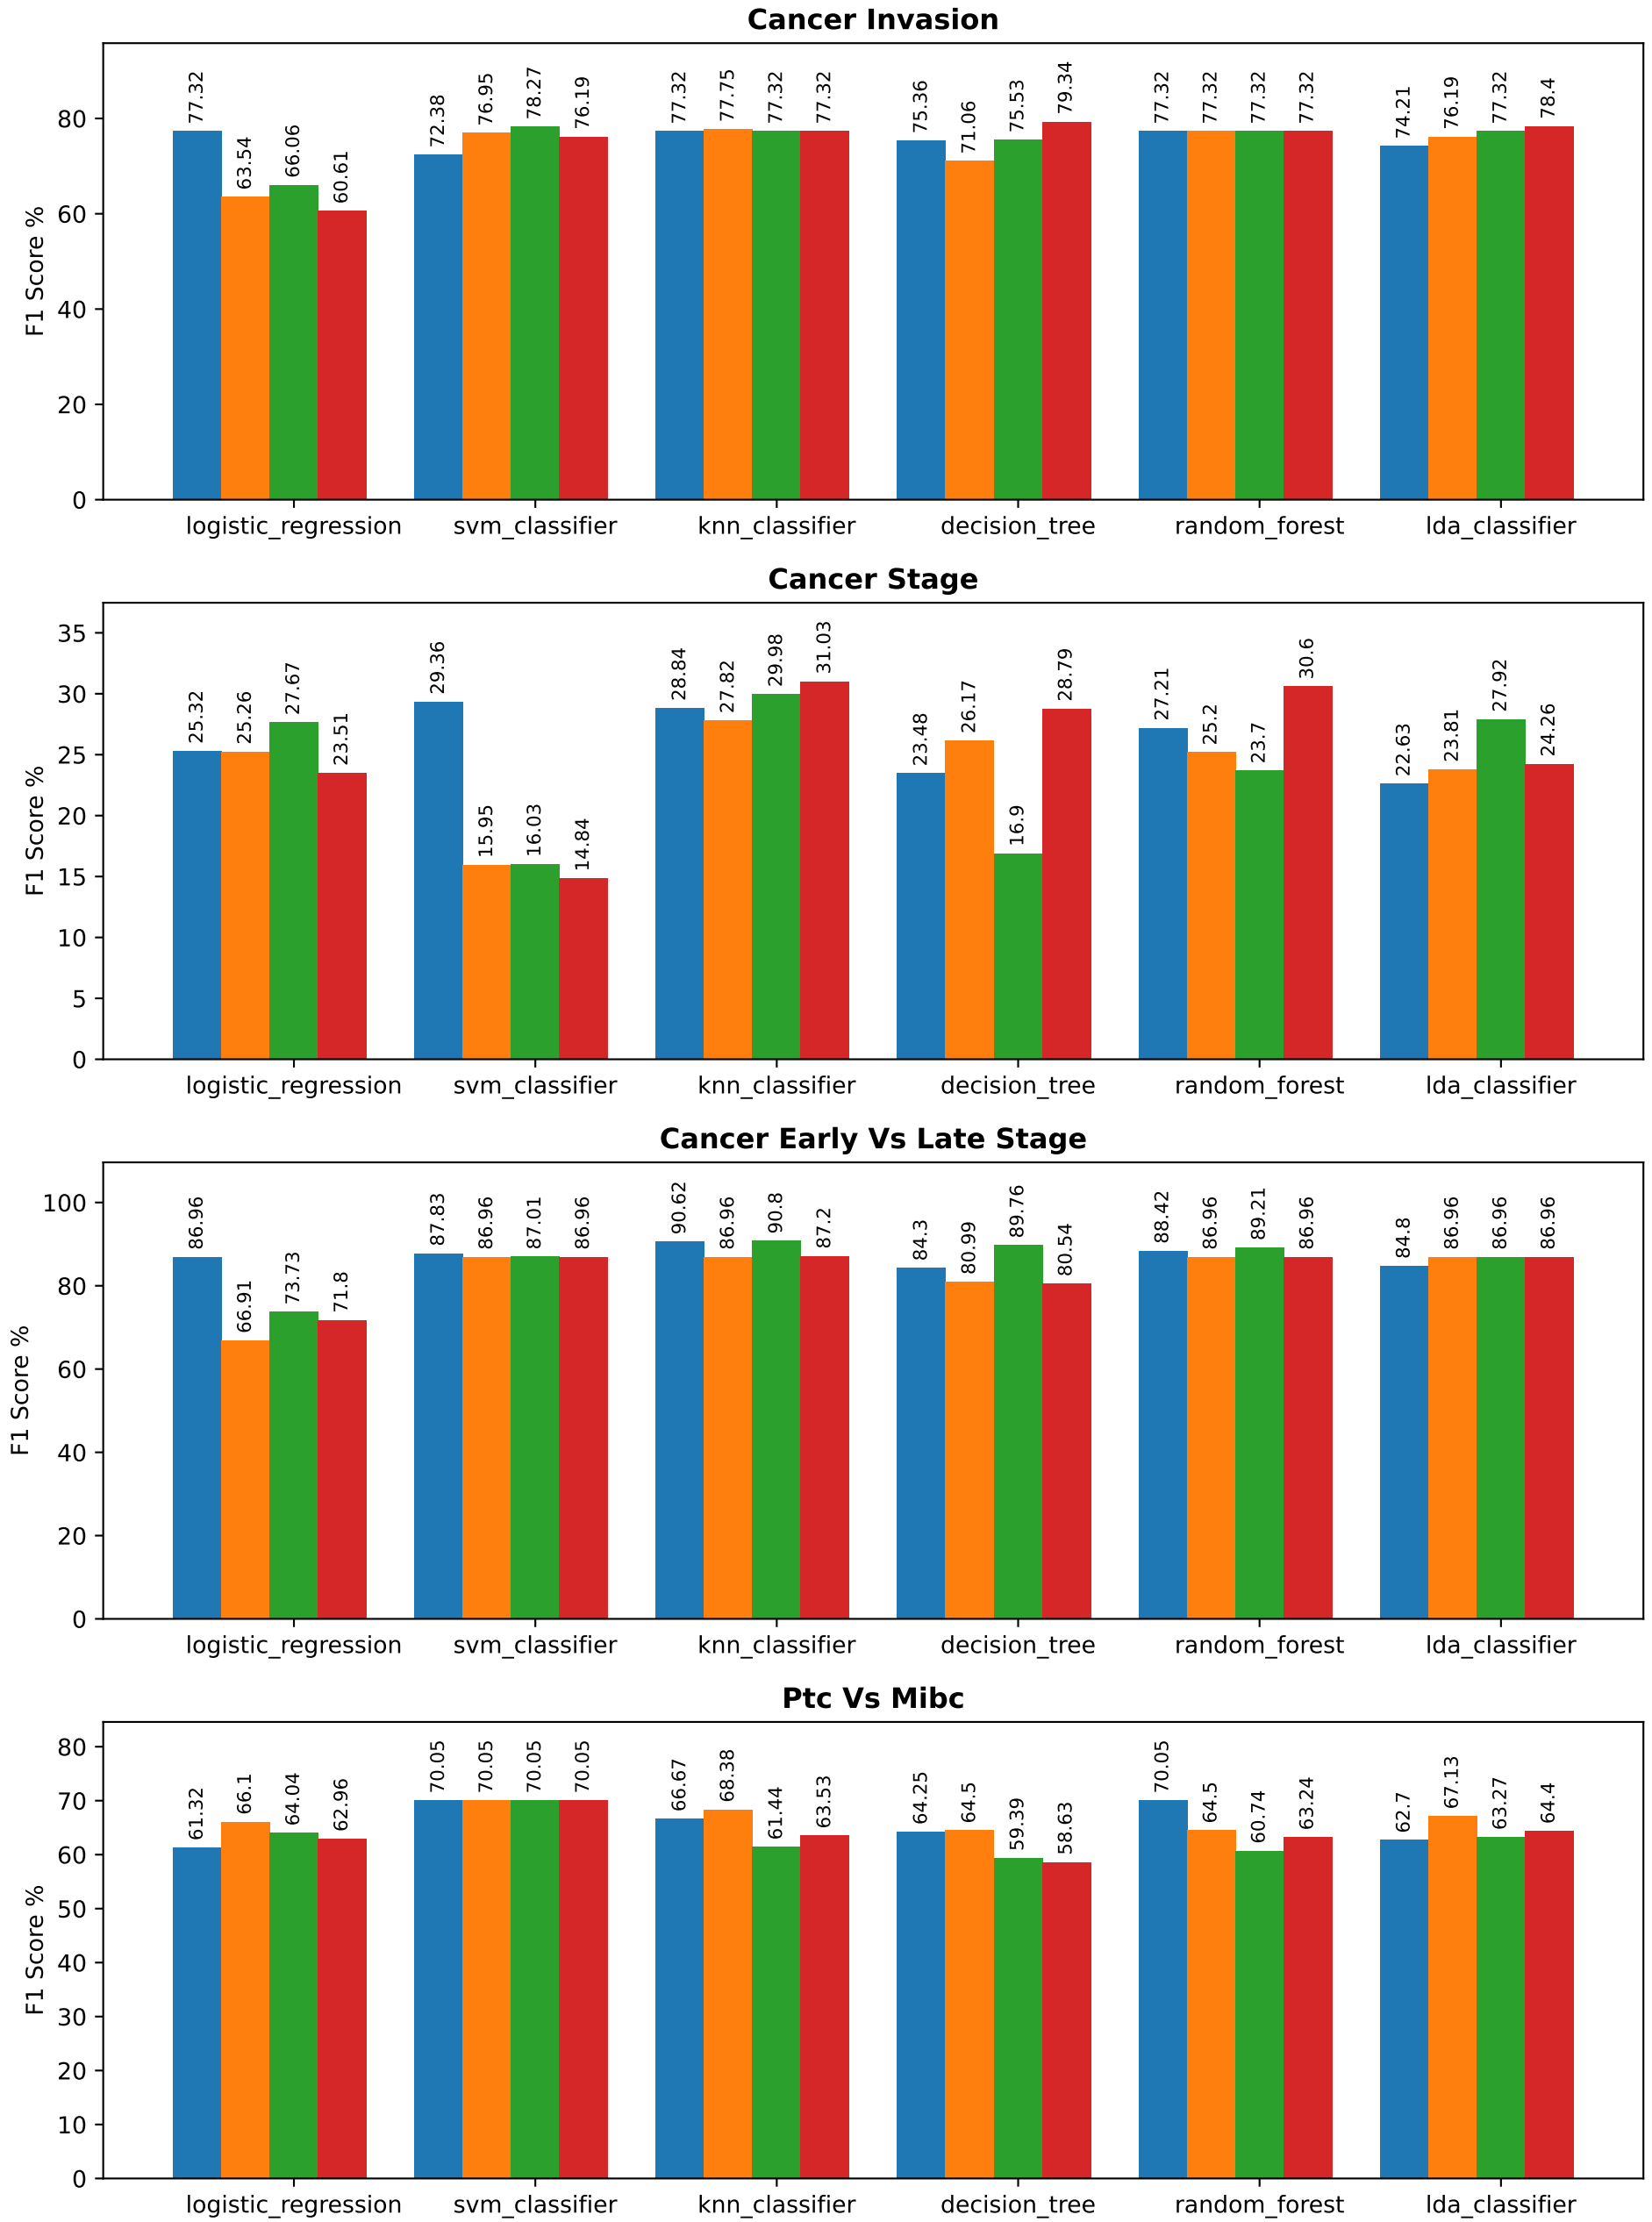 Cancer Invasion
F1 Score %
80
60
40
20
0
77.32 63.54 66.06 60.61
72.38 76.95 78.27 76.19
77.32 77.75 77.32 77.32
75.36 71.06 75.53 79.34
77.32 77.32 77.32 77.32
74.21 76.19 77.32 78.4
logistic_regression svm_classifier knn_classifier decision_tree random_forest lda_classifier
Cancer Stage
F1 Score %
35
30
25
20
15
10
5
0
25.32 25.26 27.67 23.51
29.36 15.95 16.03 14.84
28.84 27.82 29.98 31.03
23.48 26.17 16.9 28.79
27.21 25.2 23.7 30.6
22.63 23.81 27.92 24.26
logistic_regression svm_classifier knn_classifier decision_tree random_forest lda_classifier
Cancer Early Vs Late Stage
F1 Score %
100
80
60
40
20
0
86.96 66.91 73.73 71.8
87.83 86.96 87.01 86.96
90.62 86.96 90.8 87.2
84.3 80.99 89.76 80.54
88.42 86.96 89.21 86.96
84.8 86.96 86.96 86.96
logistic_regression svm_classifier knn_classifier decision_tree random_forest lda_classifier
Ptc Vs Mibc
F1 Score %
80
70
60
50
40
30
20
10
0
61.32 66.1 64.04 62.96
70.05 70.05 70.05 70.05
66.67 68.38 61.44 63.53
64.25 64.5 59.39 58.63
70.05 64.5 60.74 63.24
62.7 67.13 63.27 64.4
logistic_regression svm_classifier knn_classifier decision_tree random_forest lda_classifier